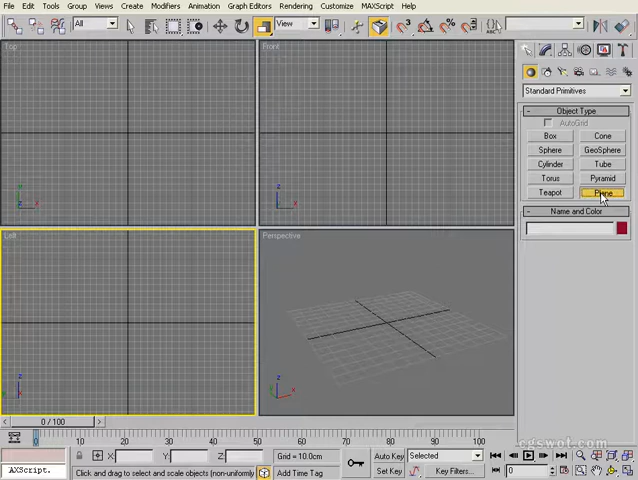 File Edit Tools Group Views Create Modifiers Animation Graph Editors Rendering Customize MAXScript Help
All View
Top Front
z x y z x
Standard Primitives
- Object Type
AutoGrid
Box Cone
Sphere GeoSphere
Cylinder Tube
Torus Pyramid
Teapot Plane
- Name and Color
Left Perspective
z z x
0 / 100
0 10 20 30 40 50 60 70 80 90 100
cgswot.com
X: Y: Z: Grid = 10.0cm Auto Key Selected
AXScript. Click and drag to select and scale objects (non-uniformly) Add Time Tag Set Key Key Filters... 0